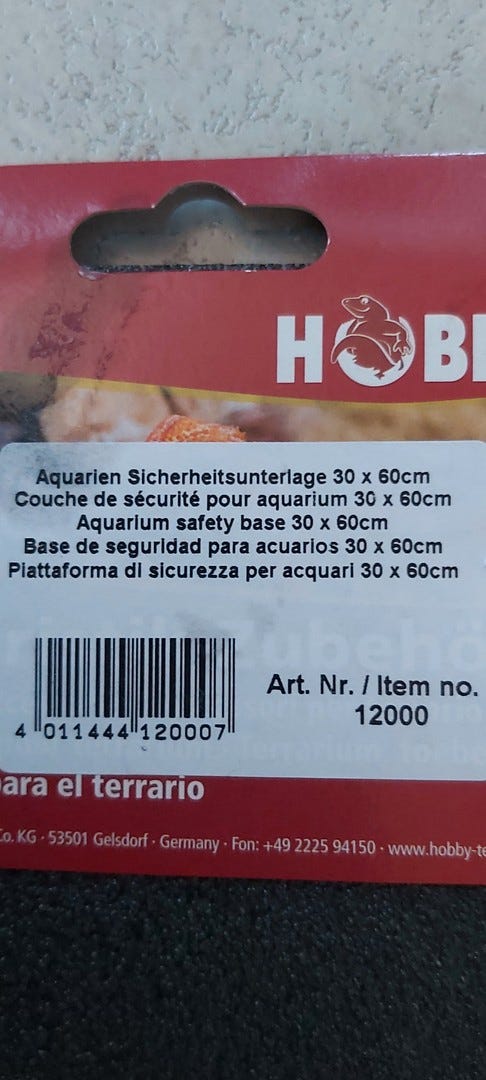 HOBB
Aquarien Sicherheitsunterlage 30 x 60cm
Couche de sécurité pour aquarium 30 x 60cm
Aquarium safety base 30 x 60cm
Base de seguridad para acuarios 30 x 60cm
Piattaforma di sicurezza per acquari 30 x 60cm
Zubehö
Art. Nr. / Item no.
12000
4 011444 120007
para el terrario
Co. KG · 53501 Gelsdorf · Germany · Fon: +49 2225 94150 · www.hobby-te